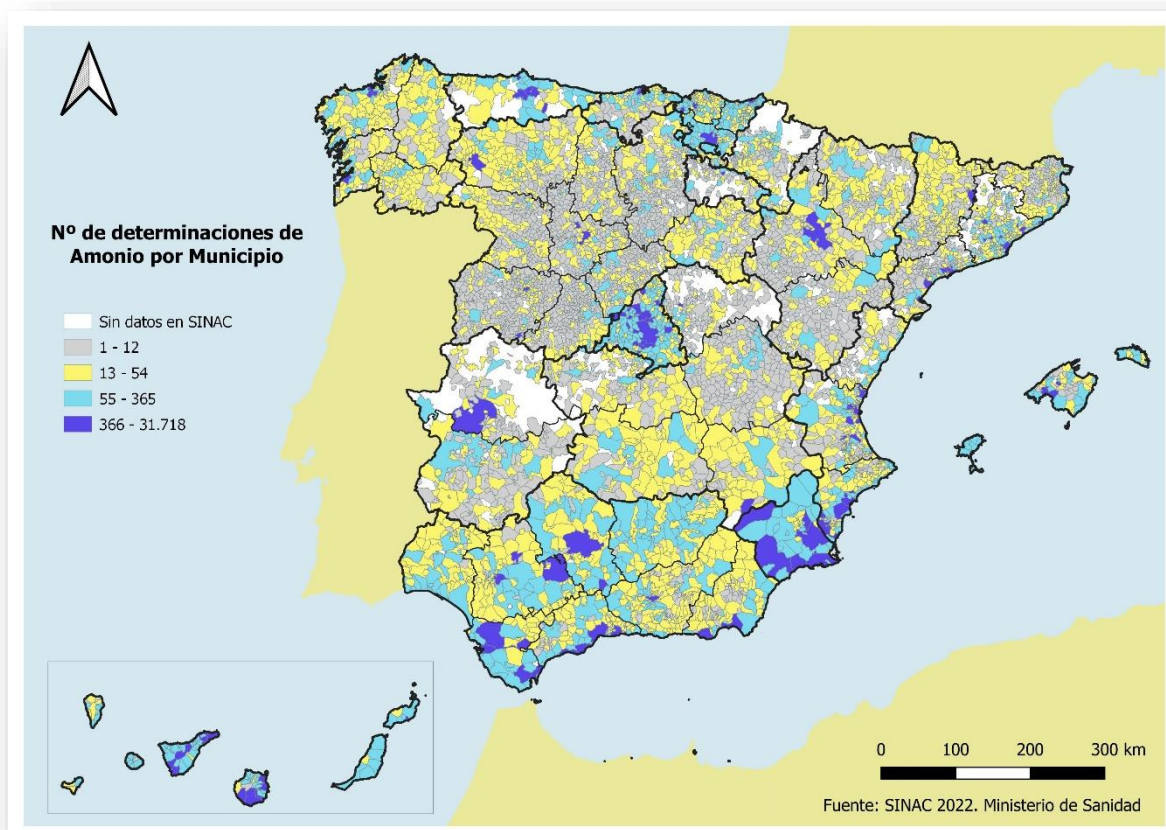 Nº de determinaciones de
Amonio por Municipio
Sin datos en SINAC
1 - 12
13 - 54
55 - 365
366 - 31.718
0 100 200 300 km
Fuente: SINAC 2022. Ministerio de Sanidad